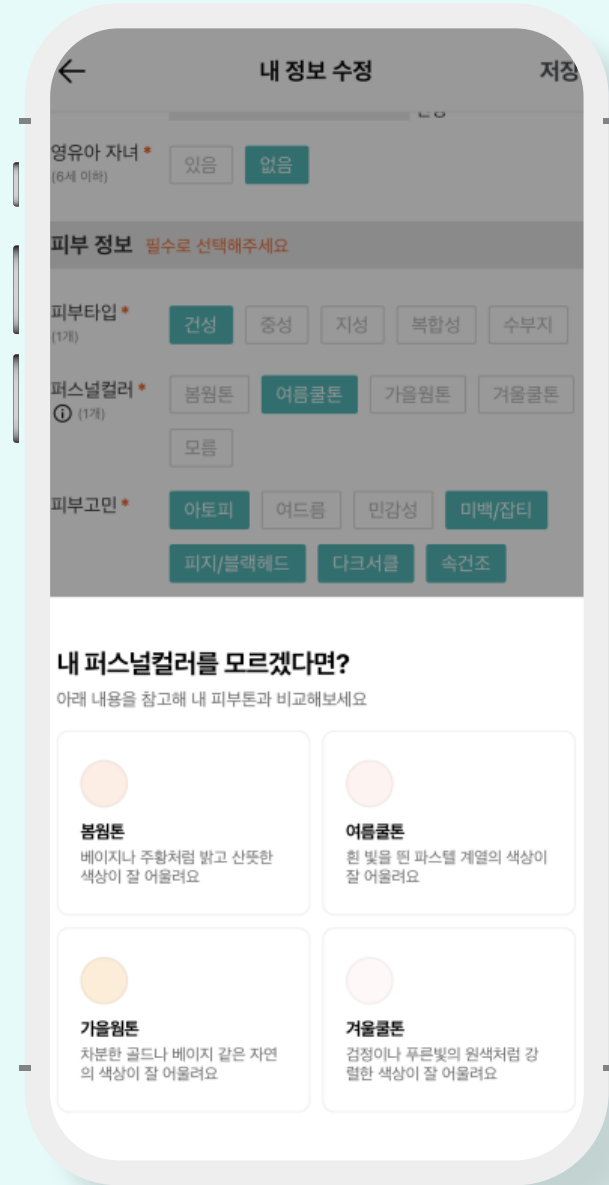 내 정보 수정 저장
영유아 자녀 * 있음 없음
(6세 이하)
피부 정보 필수로 선택해주세요
피부타입 * 건성 중성 지성 복합성 수부지
(1개)
퍼스널컬러 * 봄웜톤 여름쿨톤 가을웜톤 겨울쿨톤
(1개)
모름
피부고민 * 아토피 여드름 민감성 미백/잡티
피지/블랙헤드 다크서클 속건조
내 퍼스널컬러를 모르겠다면?
아래 내용을 참고해 내 피부톤과 비교해보세요
봄웜톤
베이지나 주황처럼 밝고 산뜻한
색상이 잘 어울려요
여름쿨톤
흰 빛을 띈 파스텔 계열의 색상이
잘 어울려요
가을웜톤
차분한 골드나 베이지 같은 자연
의 색상이 잘 어울려요
겨울쿨톤
검정이나 푸른빛의 원색처럼 강
렬한 색상이 잘 어울려요